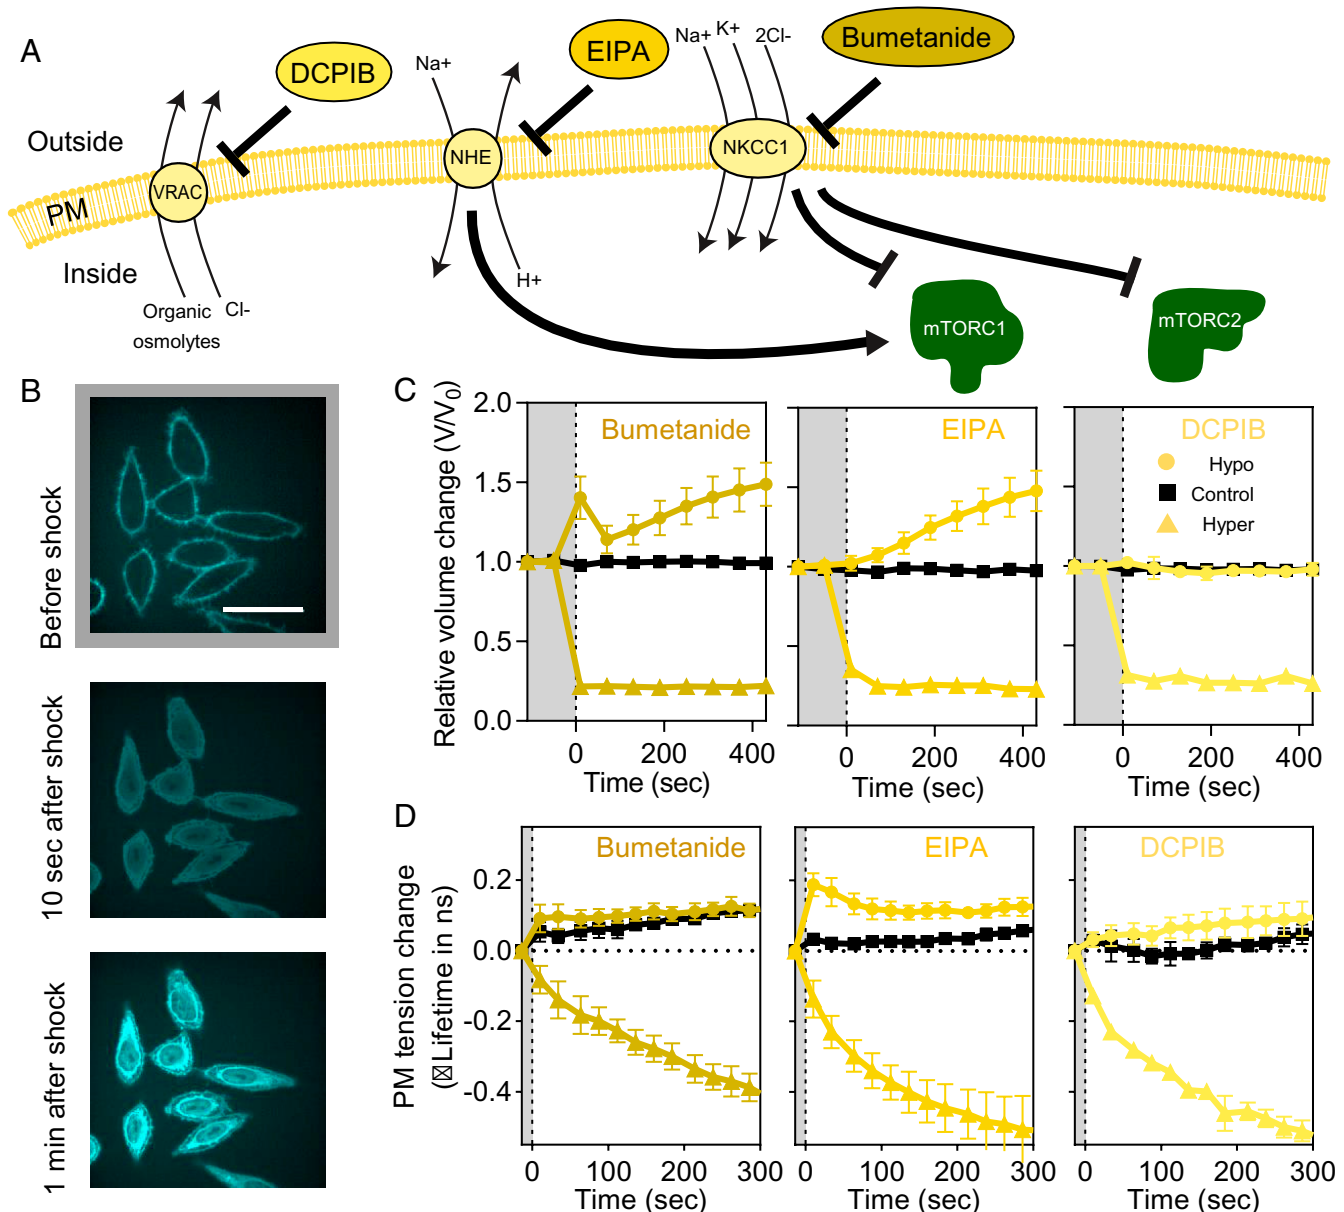 A
DCPIB
EIPA
Bumetanide
Na+
Na+
K+
2Cl-
Outside
VRAC
NHE
NKCC1
PM
Inside
Organic
osmolytes
Cl-
H+
mTORC1
mTORC2
B
Before shock
10 sec after shock
1 min after shock
C
Relative volume change (V/V0)
2.0
1.5
1.0
0.5
0.0
Bumetanide
EIPA
DCPIB
Hypo
Control
Hyper
0 200 400
0 200 400
0 200 400
Time (sec)
Time (sec)
Time (sec)
D
PM tension change
(☒Lifetime in ns)
0.2
0.0
-0.2
-0.4
Bumetanide
EIPA
DCPIB
0 100 200 300
0 100 200 300
0 100 200 300
Time (sec)
Time (sec)
Time (sec)